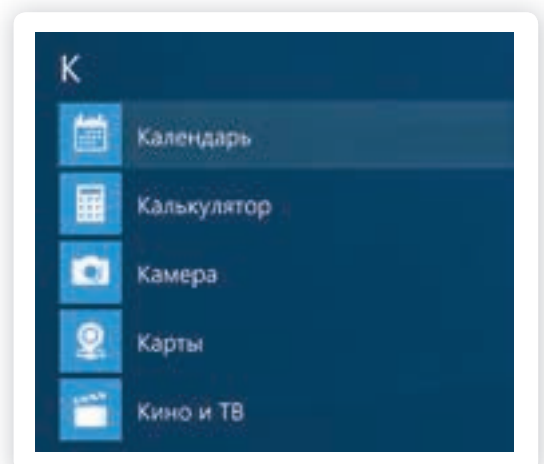 К
Календарь
Калькулятор
Камера
Карты
Кино и ТВ